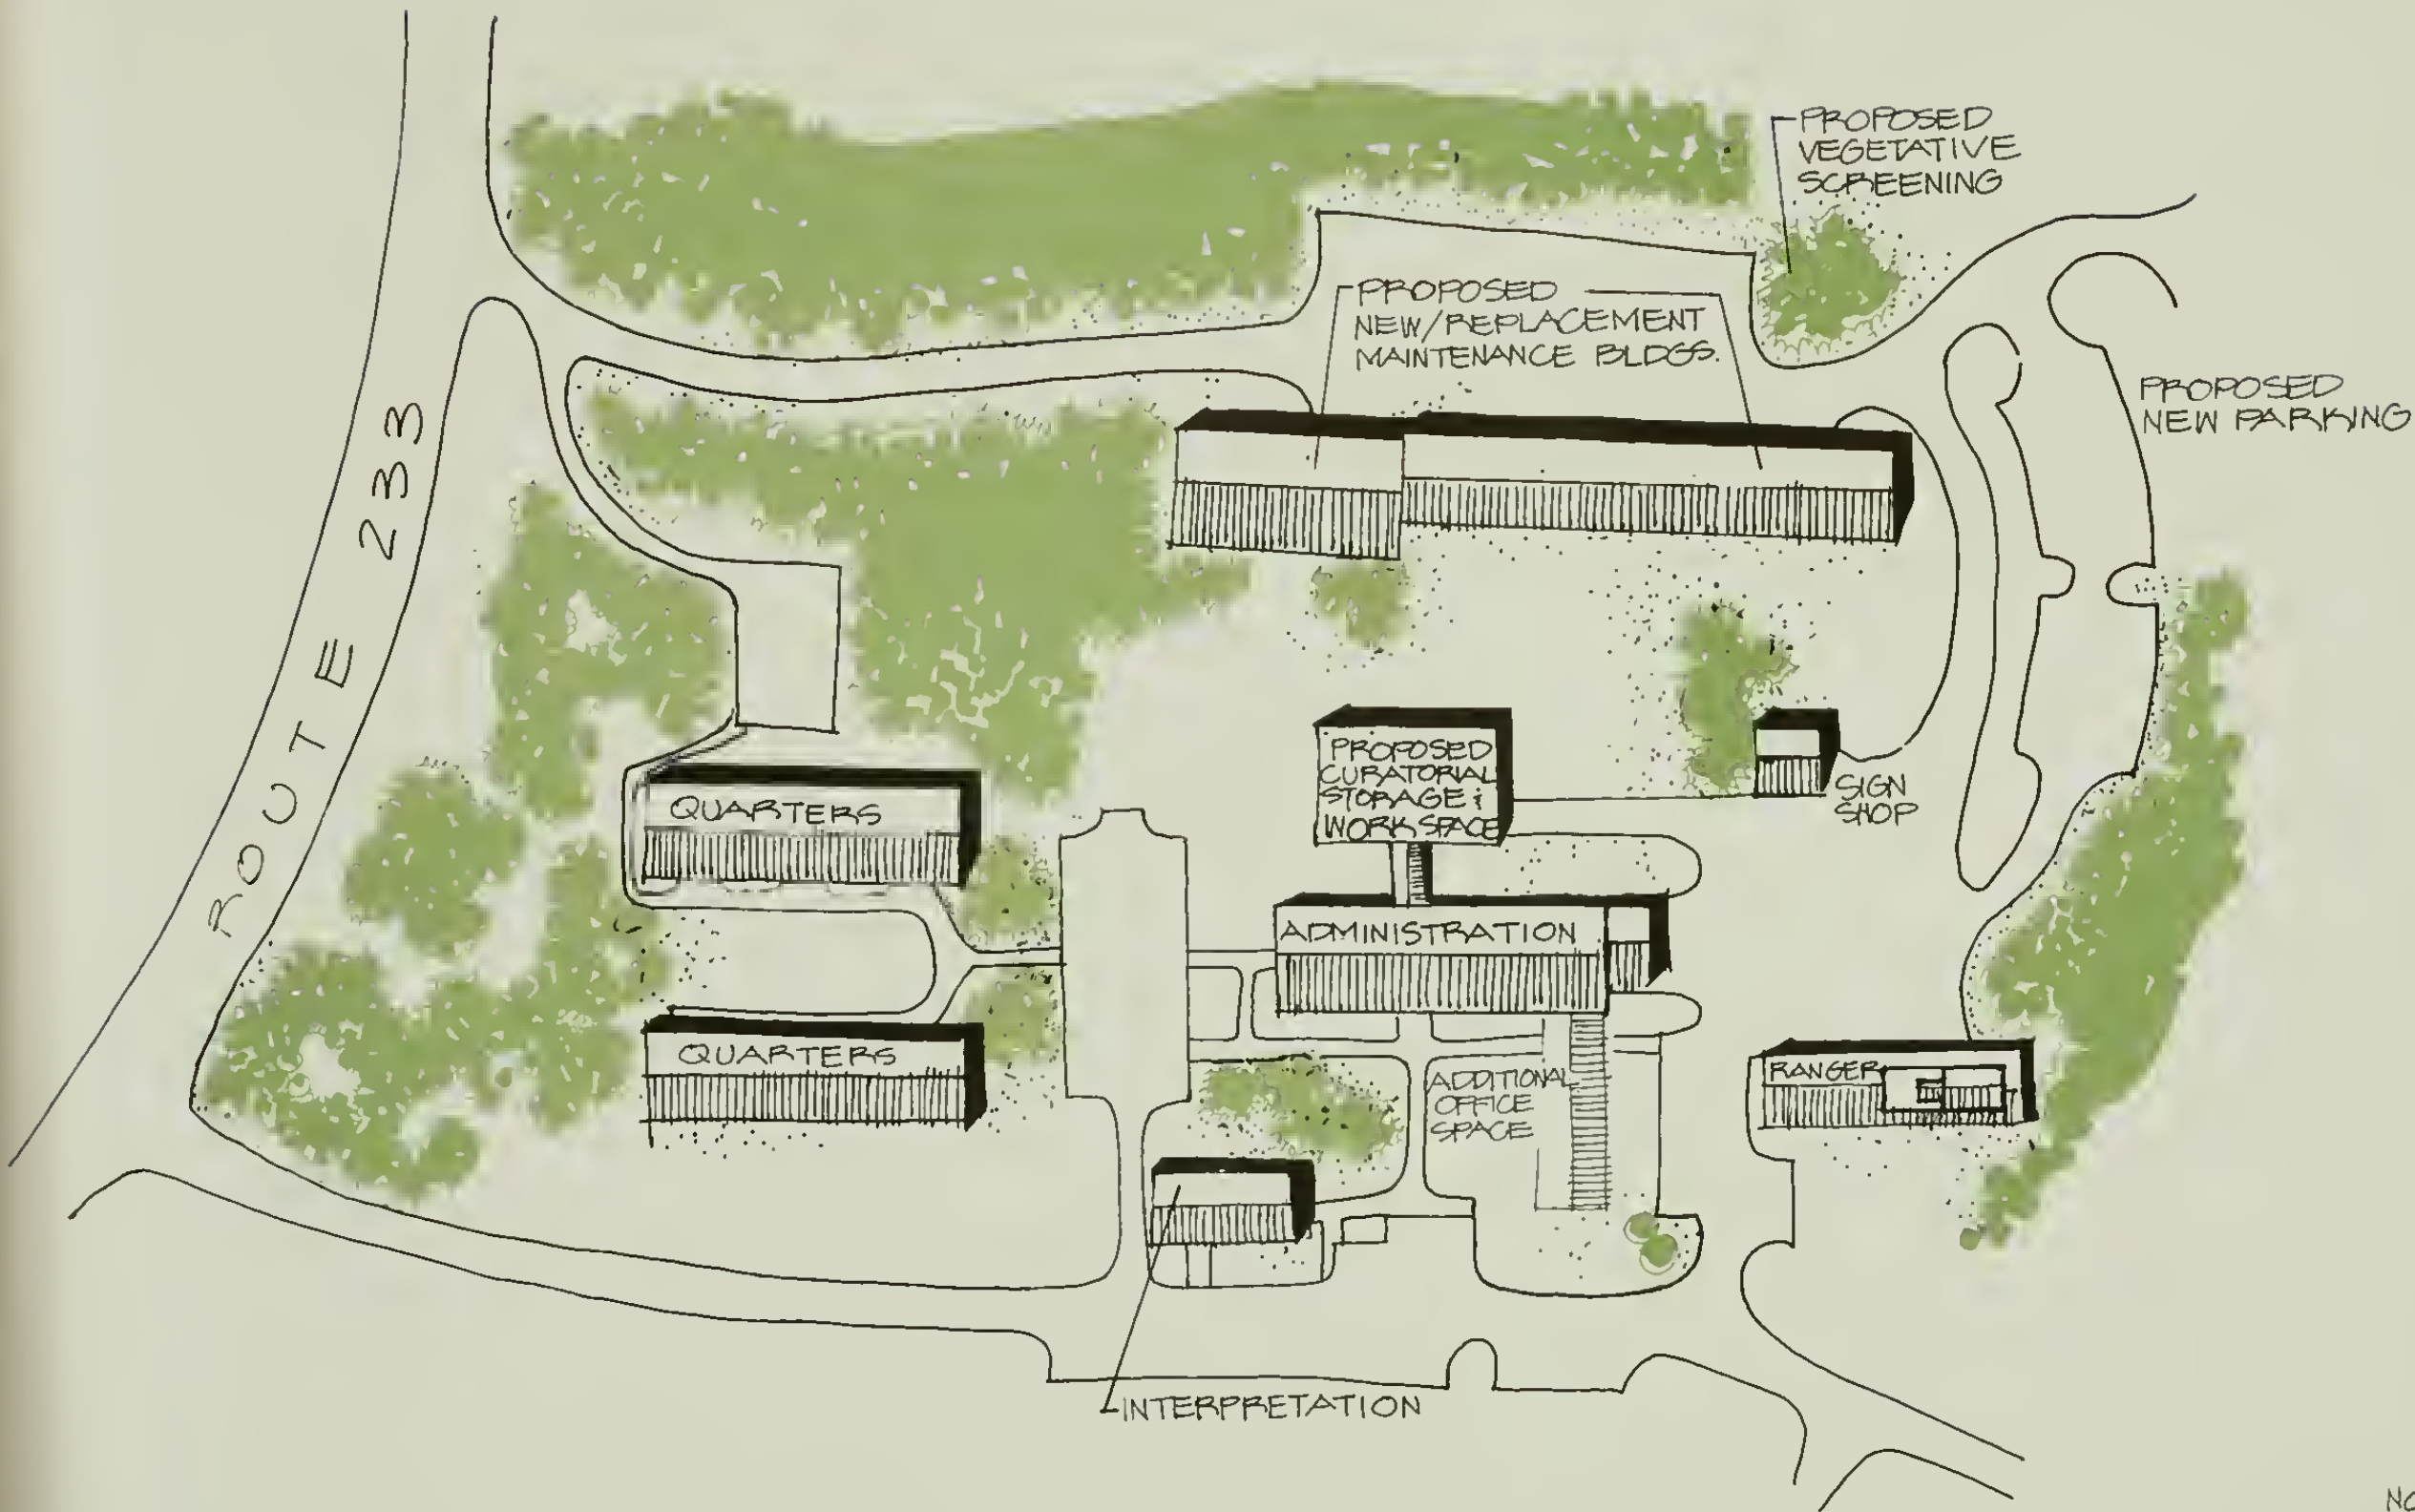 PROPOSED
VEGETATIVE
SCREENING
PROPOSED
NEW/REPLACEMENT
MAINTENANCE BLDGS.
PROPOSED
NEW PARKING
ROUTE 233
PROPOSED
CURATORIAL
STORAGE &
WORK SPACE
SIGN
SHOP
QUARTERS
ADMINISTRATION
QUARTERS
RANGER
ADDITIONAL
OFFICE
SPACE
INTERPRETATION